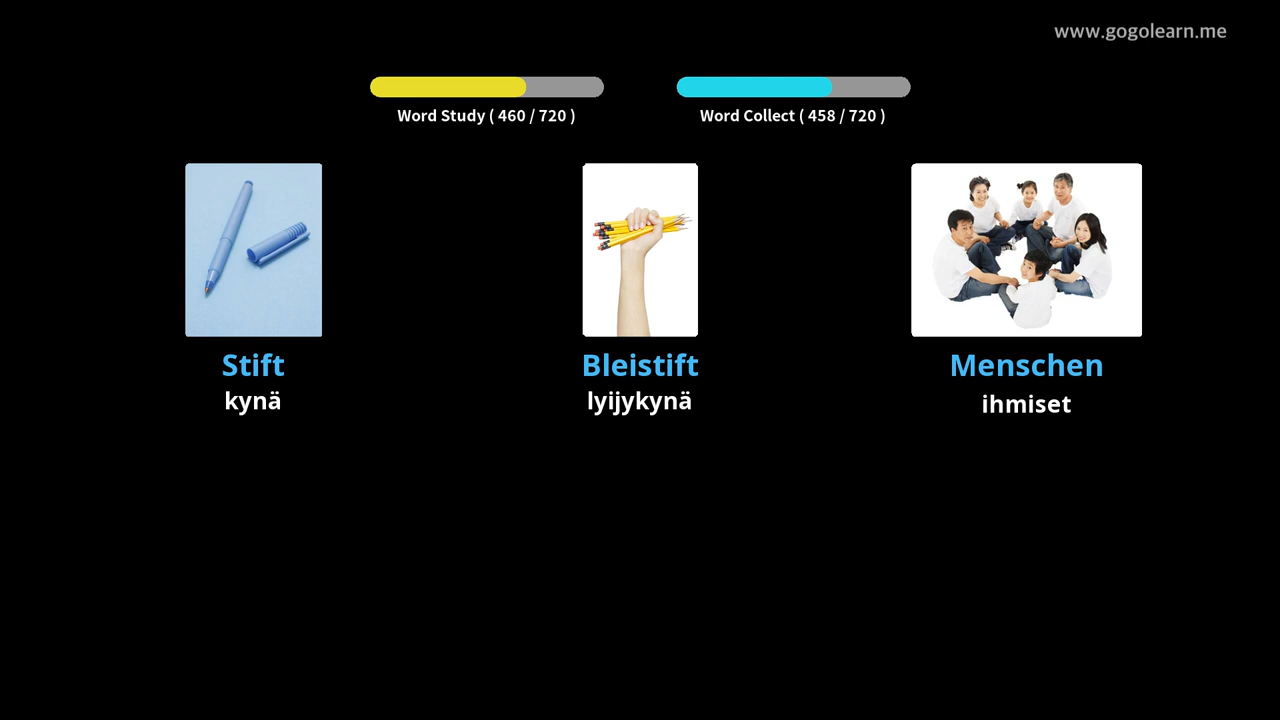 www.gogolearn.me
Word Study ( 460 / 720 )
Word Collect ( 458 / 720 )
Stift
kynä
Bleistift
lyijykynä
Menschen
ihmiset